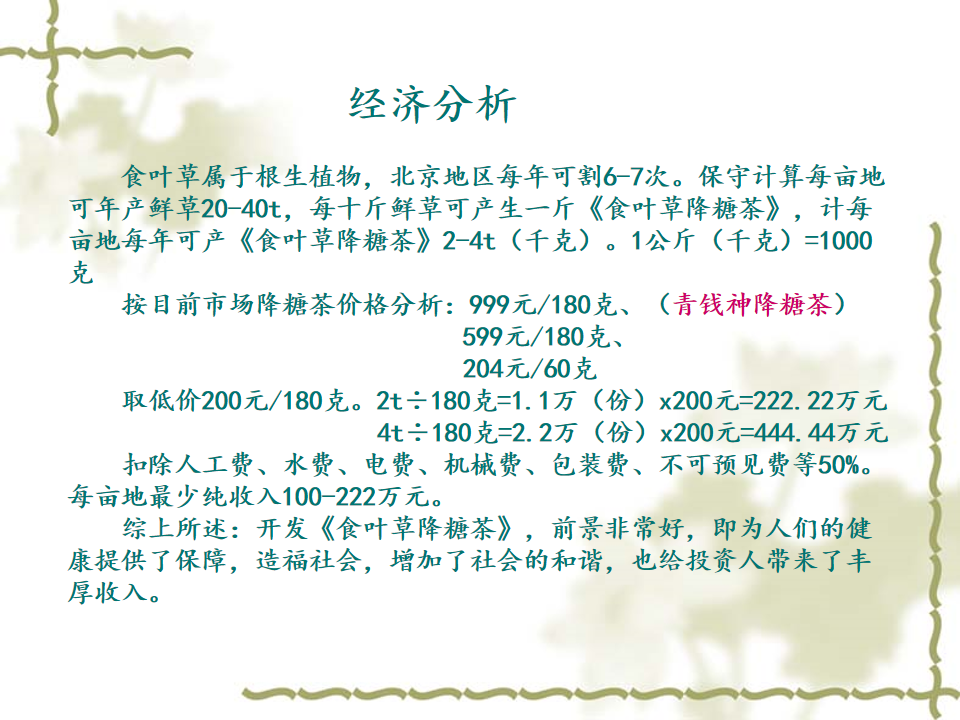 经济分析
食叶草属于根生植物，北京地区每年可割6-7次。保守计算每亩地
可年产鲜草20-40t，每十斤鲜草可产生一斤《食叶草降糖茶》，计每
亩地每年可产《食叶草降糖茶》2-4t（千克）。1公斤（千克）=1000
克
按目前市场降糖茶价格分析：999元/180克、（青钱神降糖茶）
599元/180克、
204元/60克
取低价200元/180克。2t÷180克=1.1万（份）x200元=222.22万元
4t÷180克=2.2万（份）x200元=444.44万元
扣除人工费、水费、电费、机械费、包装费、不可预见费等50%。
每亩地最少纯收入100-222万元。
综上所述：开发《食叶草降糖茶》，前景非常好，即为人们的健
康提供了保障，造福社会，增加了社会的和谐，也给投资人带来了丰
厚收入。